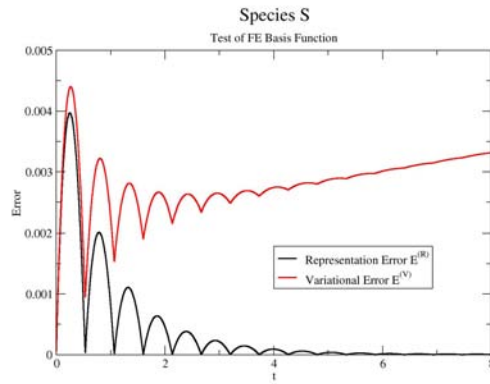 Species S
Test of FE Basis Function
0.005
0.004
0.003
0.002
0.001
0
Error
Representation Error E^(R)
Variational Error E^(V)
0 2 4 6 8
t